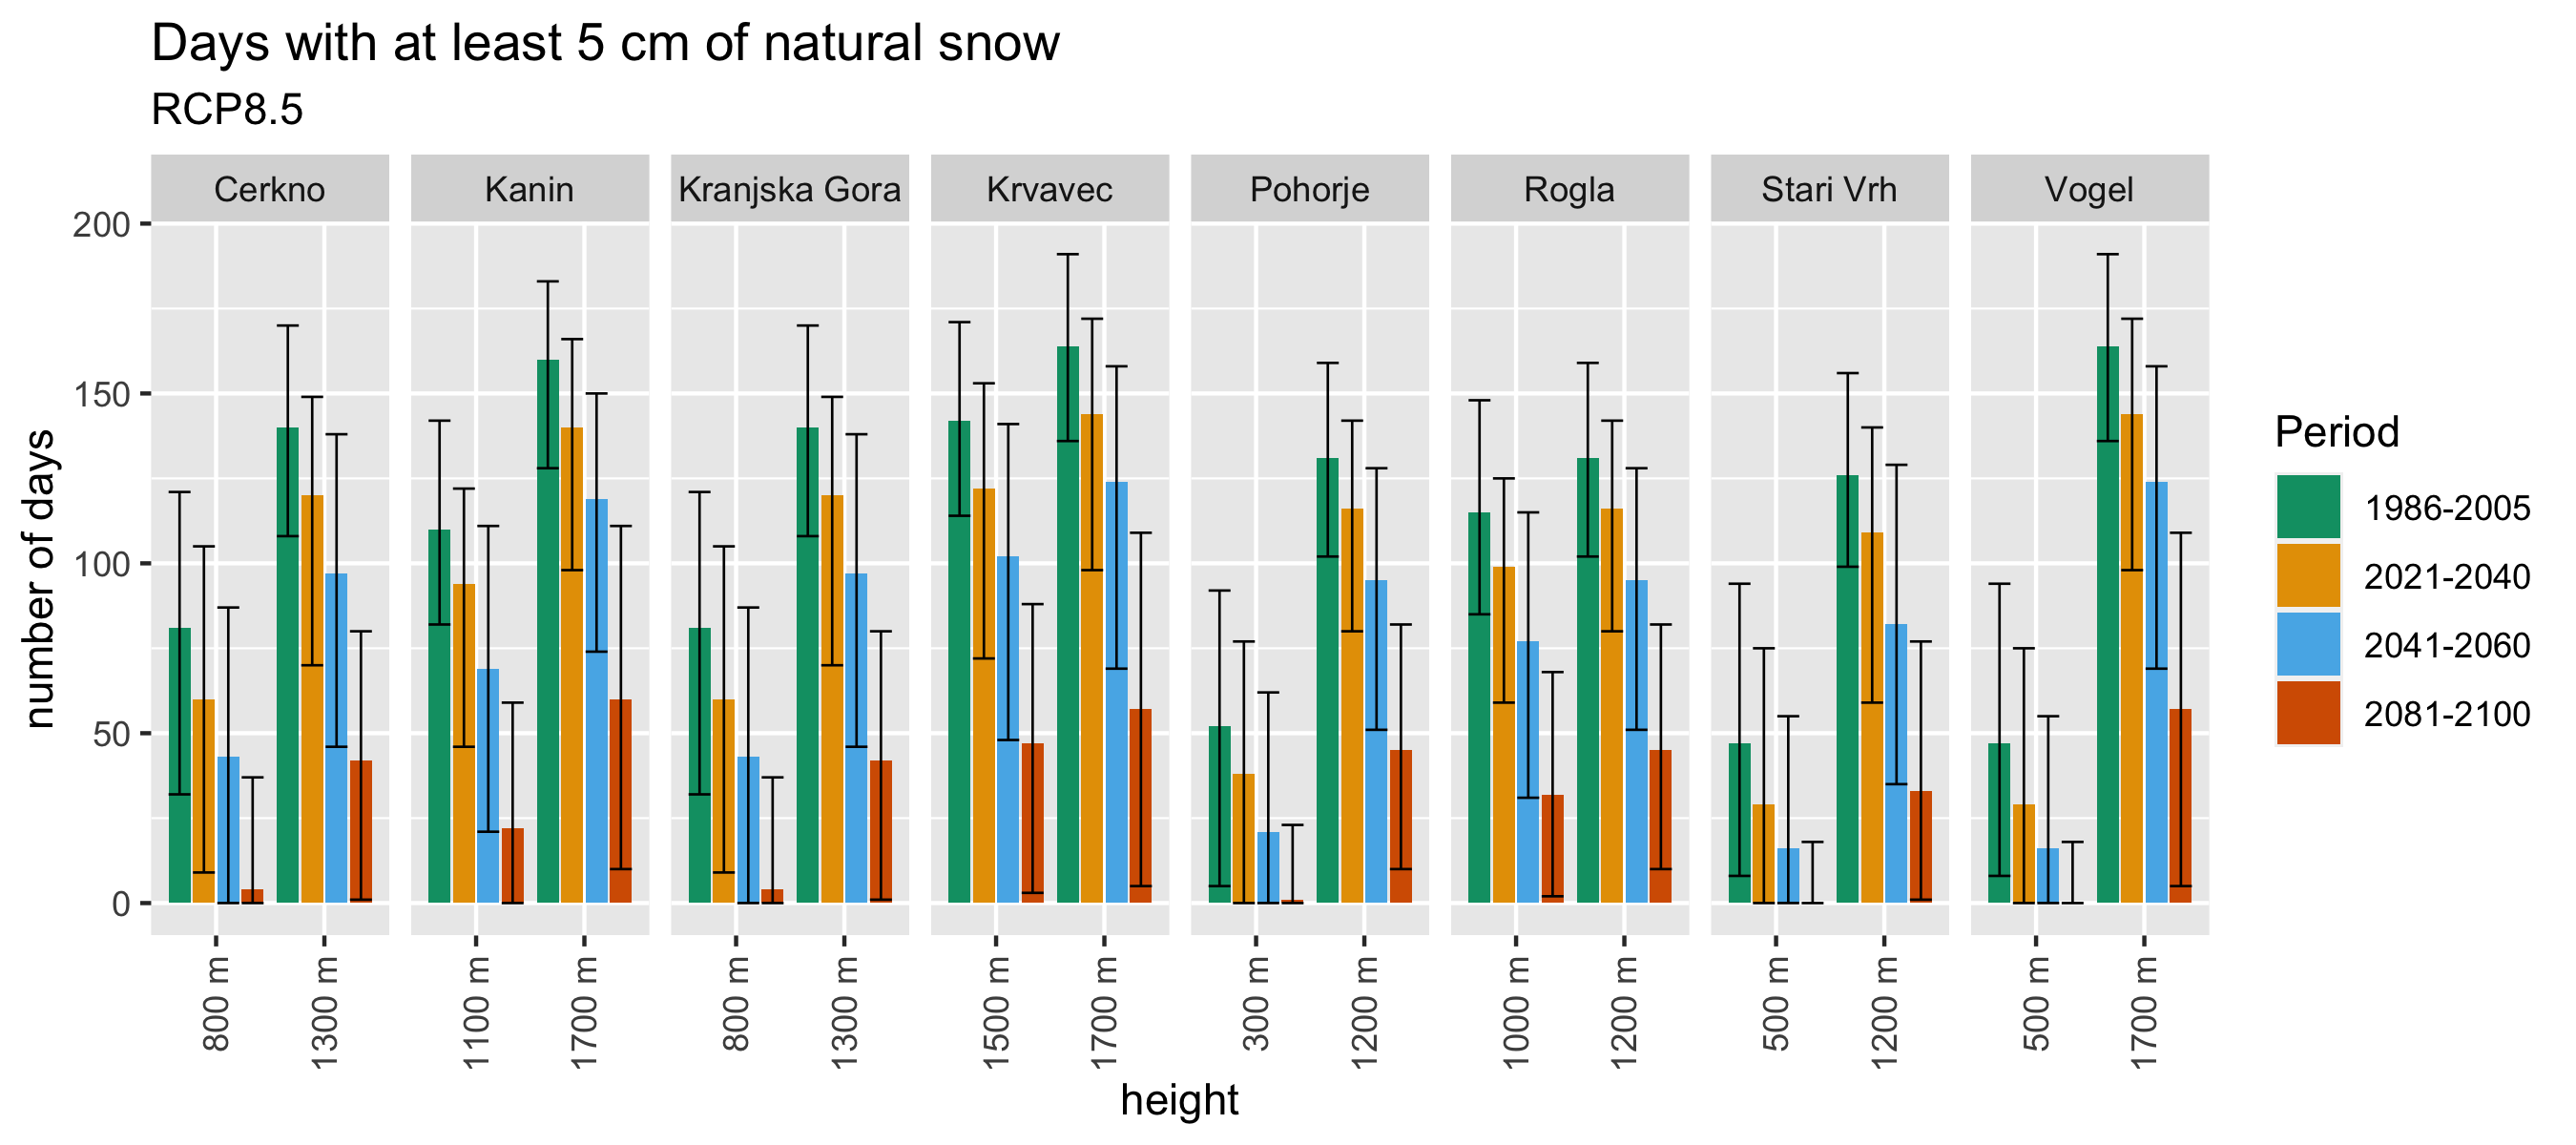 Days with at least 5 cm of natural snow
RCP8.5
Cerkno Kanin Kranjska Gora Krvavec Pohorje Rogla Stari Vrh Vogel
200
150
100
50
0
number of days
800 m 1300 m 1100 m 1700 m 800 m 1300 m 1500 m 1700 m 300 m 1200 m 1000 m 1200 m 500 m 1200 m 500 m 1700 m
height
Period
1986-2005
2021-2040
2041-2060
2081-2100